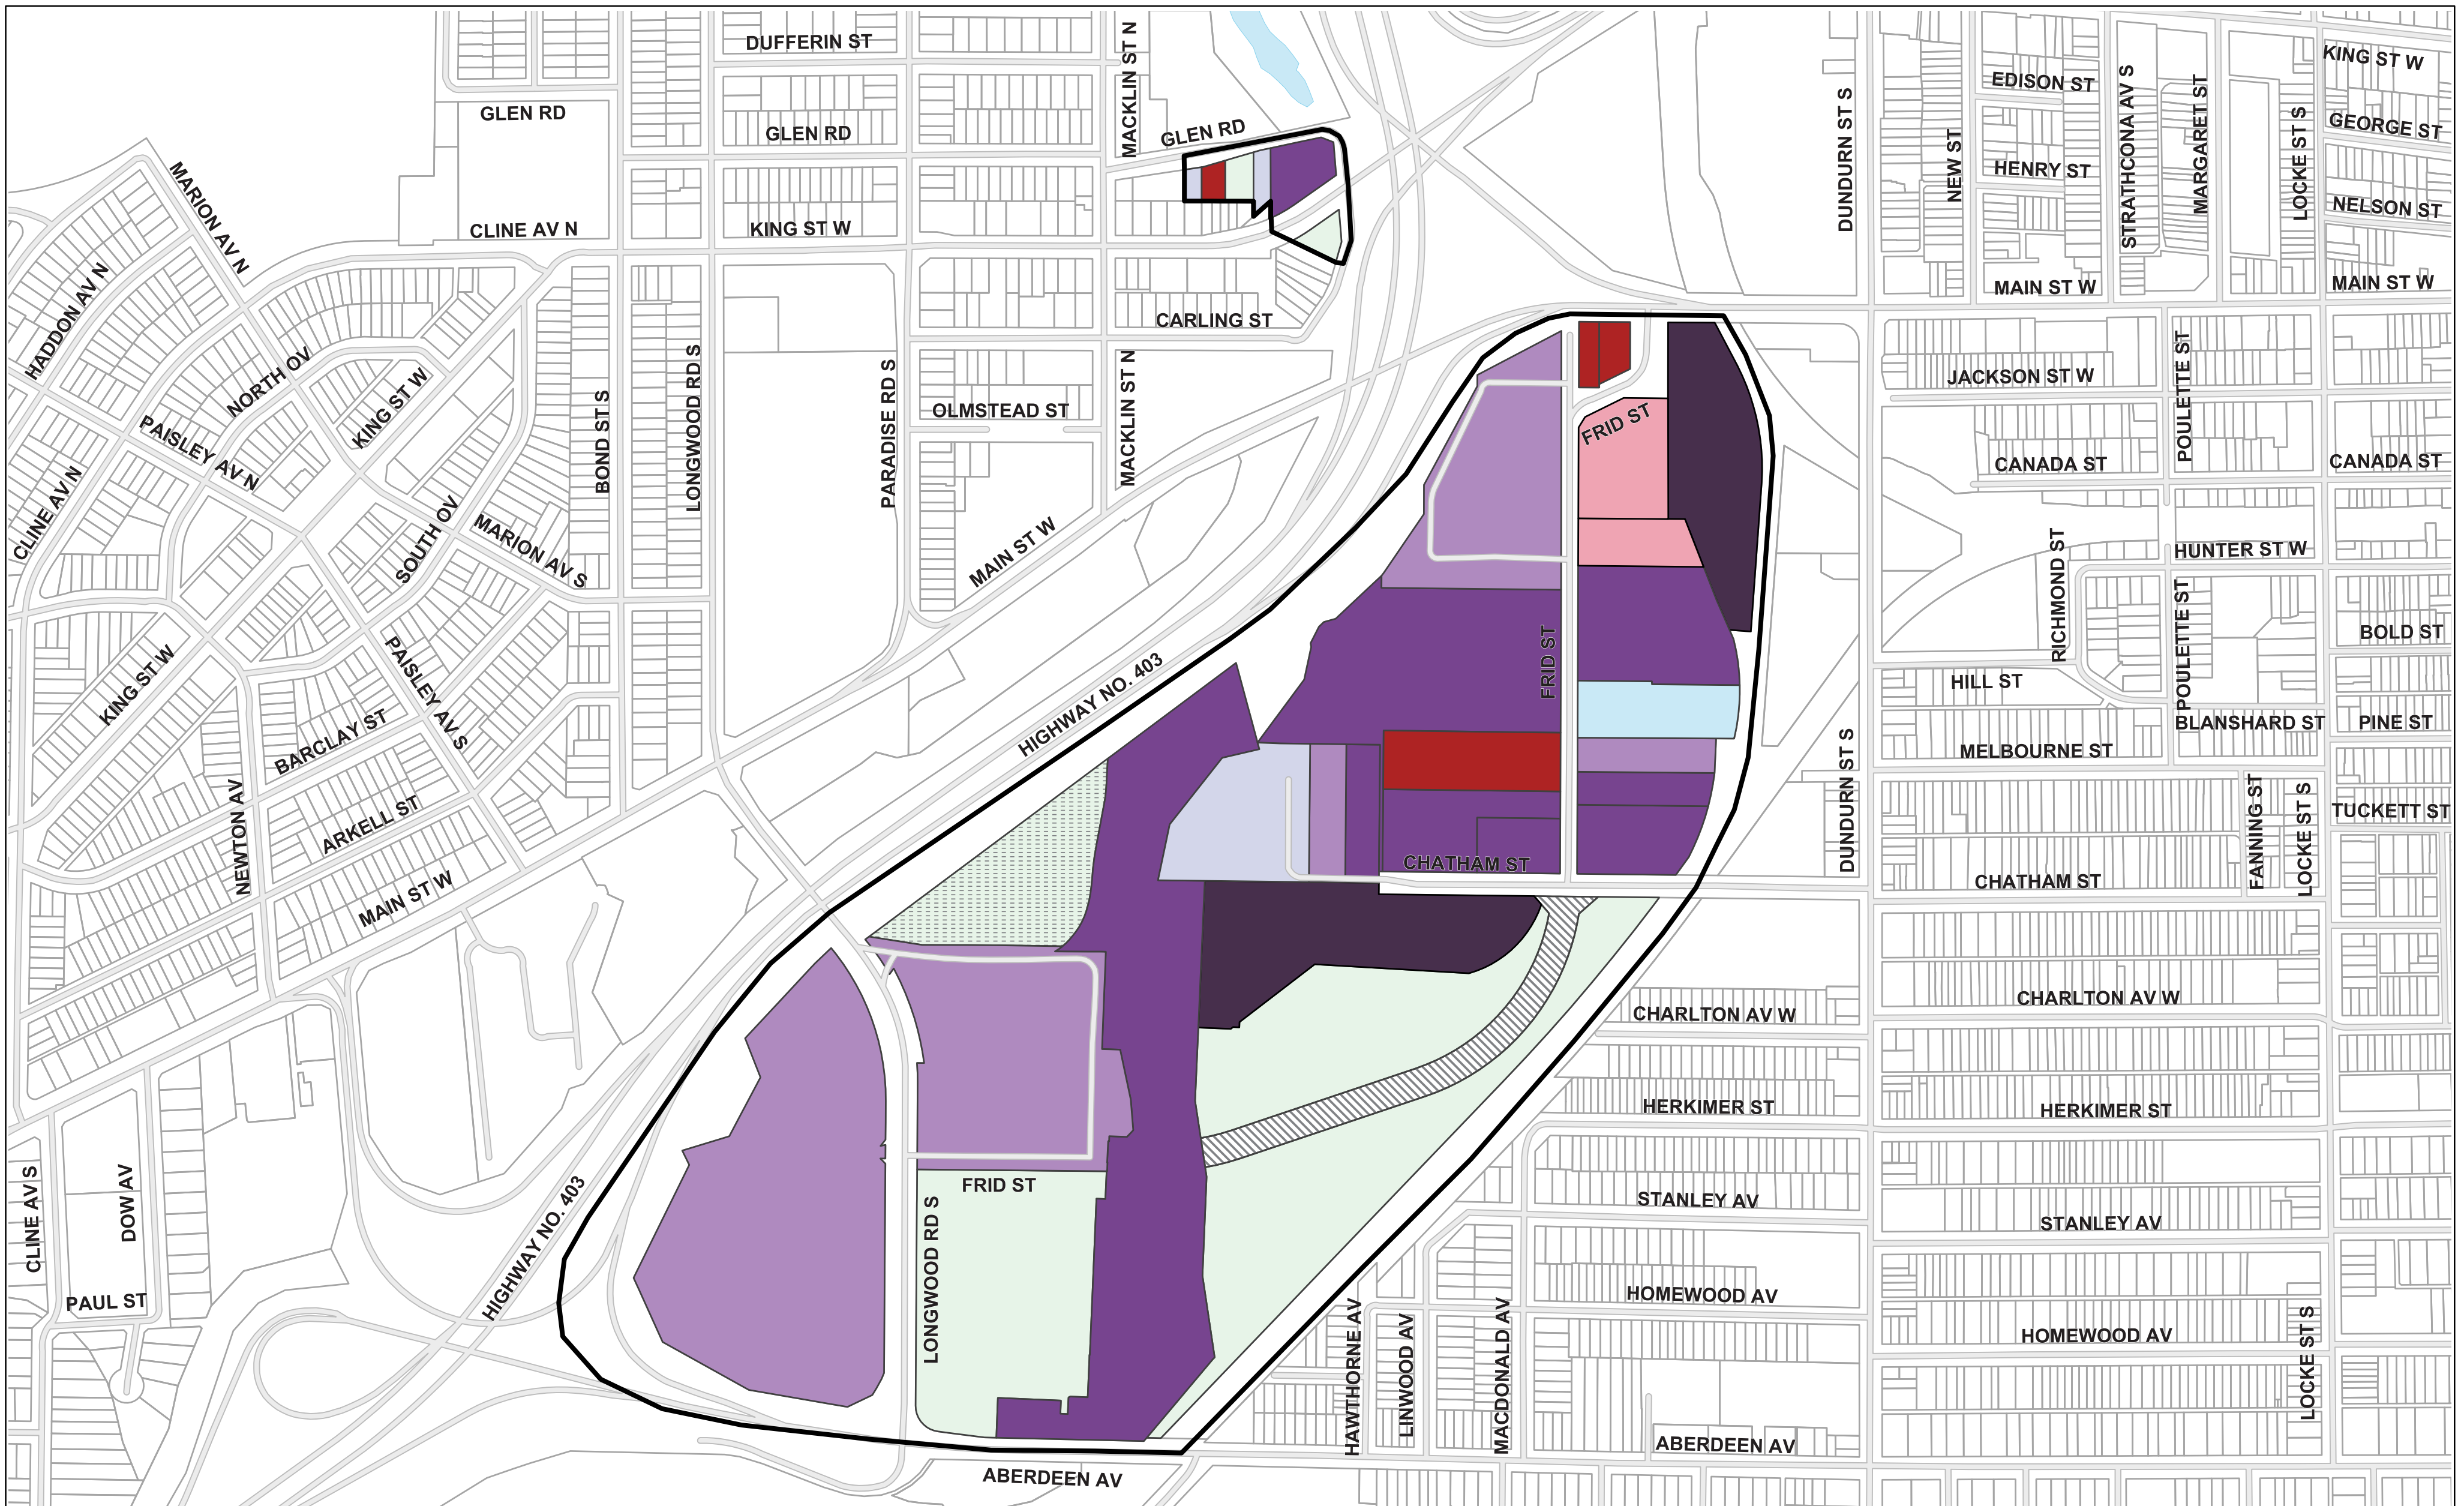 DUFFERIN ST
MACKLIN ST N
KING ST W
EDISON ST
STRATHCONA AV S
MARGARET ST
DUNDURN ST S
GLEN RD
GLEN RD
GLEN RD
LOCKE ST S
GEORGE ST
NEW ST
HENRY ST
MARION AV N
CLINE AV N
KING ST W
NELSON ST
HADDON AV N
MAIN ST W
MAIN ST W
CARLING ST
NORTH OV
KING ST W
BOND ST S
LONGWOOD RD S
PARADISE RD S
OLMSTEAD ST
MACKLIN ST N
JACKSON ST W
POULETTE ST
PAISLEY AV N
FRID ST
CANADA ST
CANADA ST
CLINE AV N
SOUTH OV
MARION AV S
MAIN ST W
HUNTER ST W
RICHMOND ST
KING ST W
PAISLEY AV S
HIGHWAY NO. 403
FRID ST
POULETTE ST
BOLD ST
HILL ST
BARCLAY ST
BLANSHARD ST
PINE ST
MELBOURNE ST
DUNDURN ST S
NEWTON AV
ARKELL ST
FANNING ST
LOCKE ST S
TUCKETT ST
MAIN ST W
CHATHAM ST
CHATHAM ST
CHARLTON AV W
CHARLTON AV W
HERKIMER ST
HERKIMER ST
CLINE AV S
DOW AV
HIGHWAY NO. 403
FRID ST
LONGWOOD RD S
STANLEY AV
STANLEY AV
PAUL ST
HOMEWOOD AV
HOMEWOOD AV
HAWTHORNE AV
LINWOOD AV
MACDONALD AV
LOCKE ST S
ABERDEEN AV
ABERDEEN AV